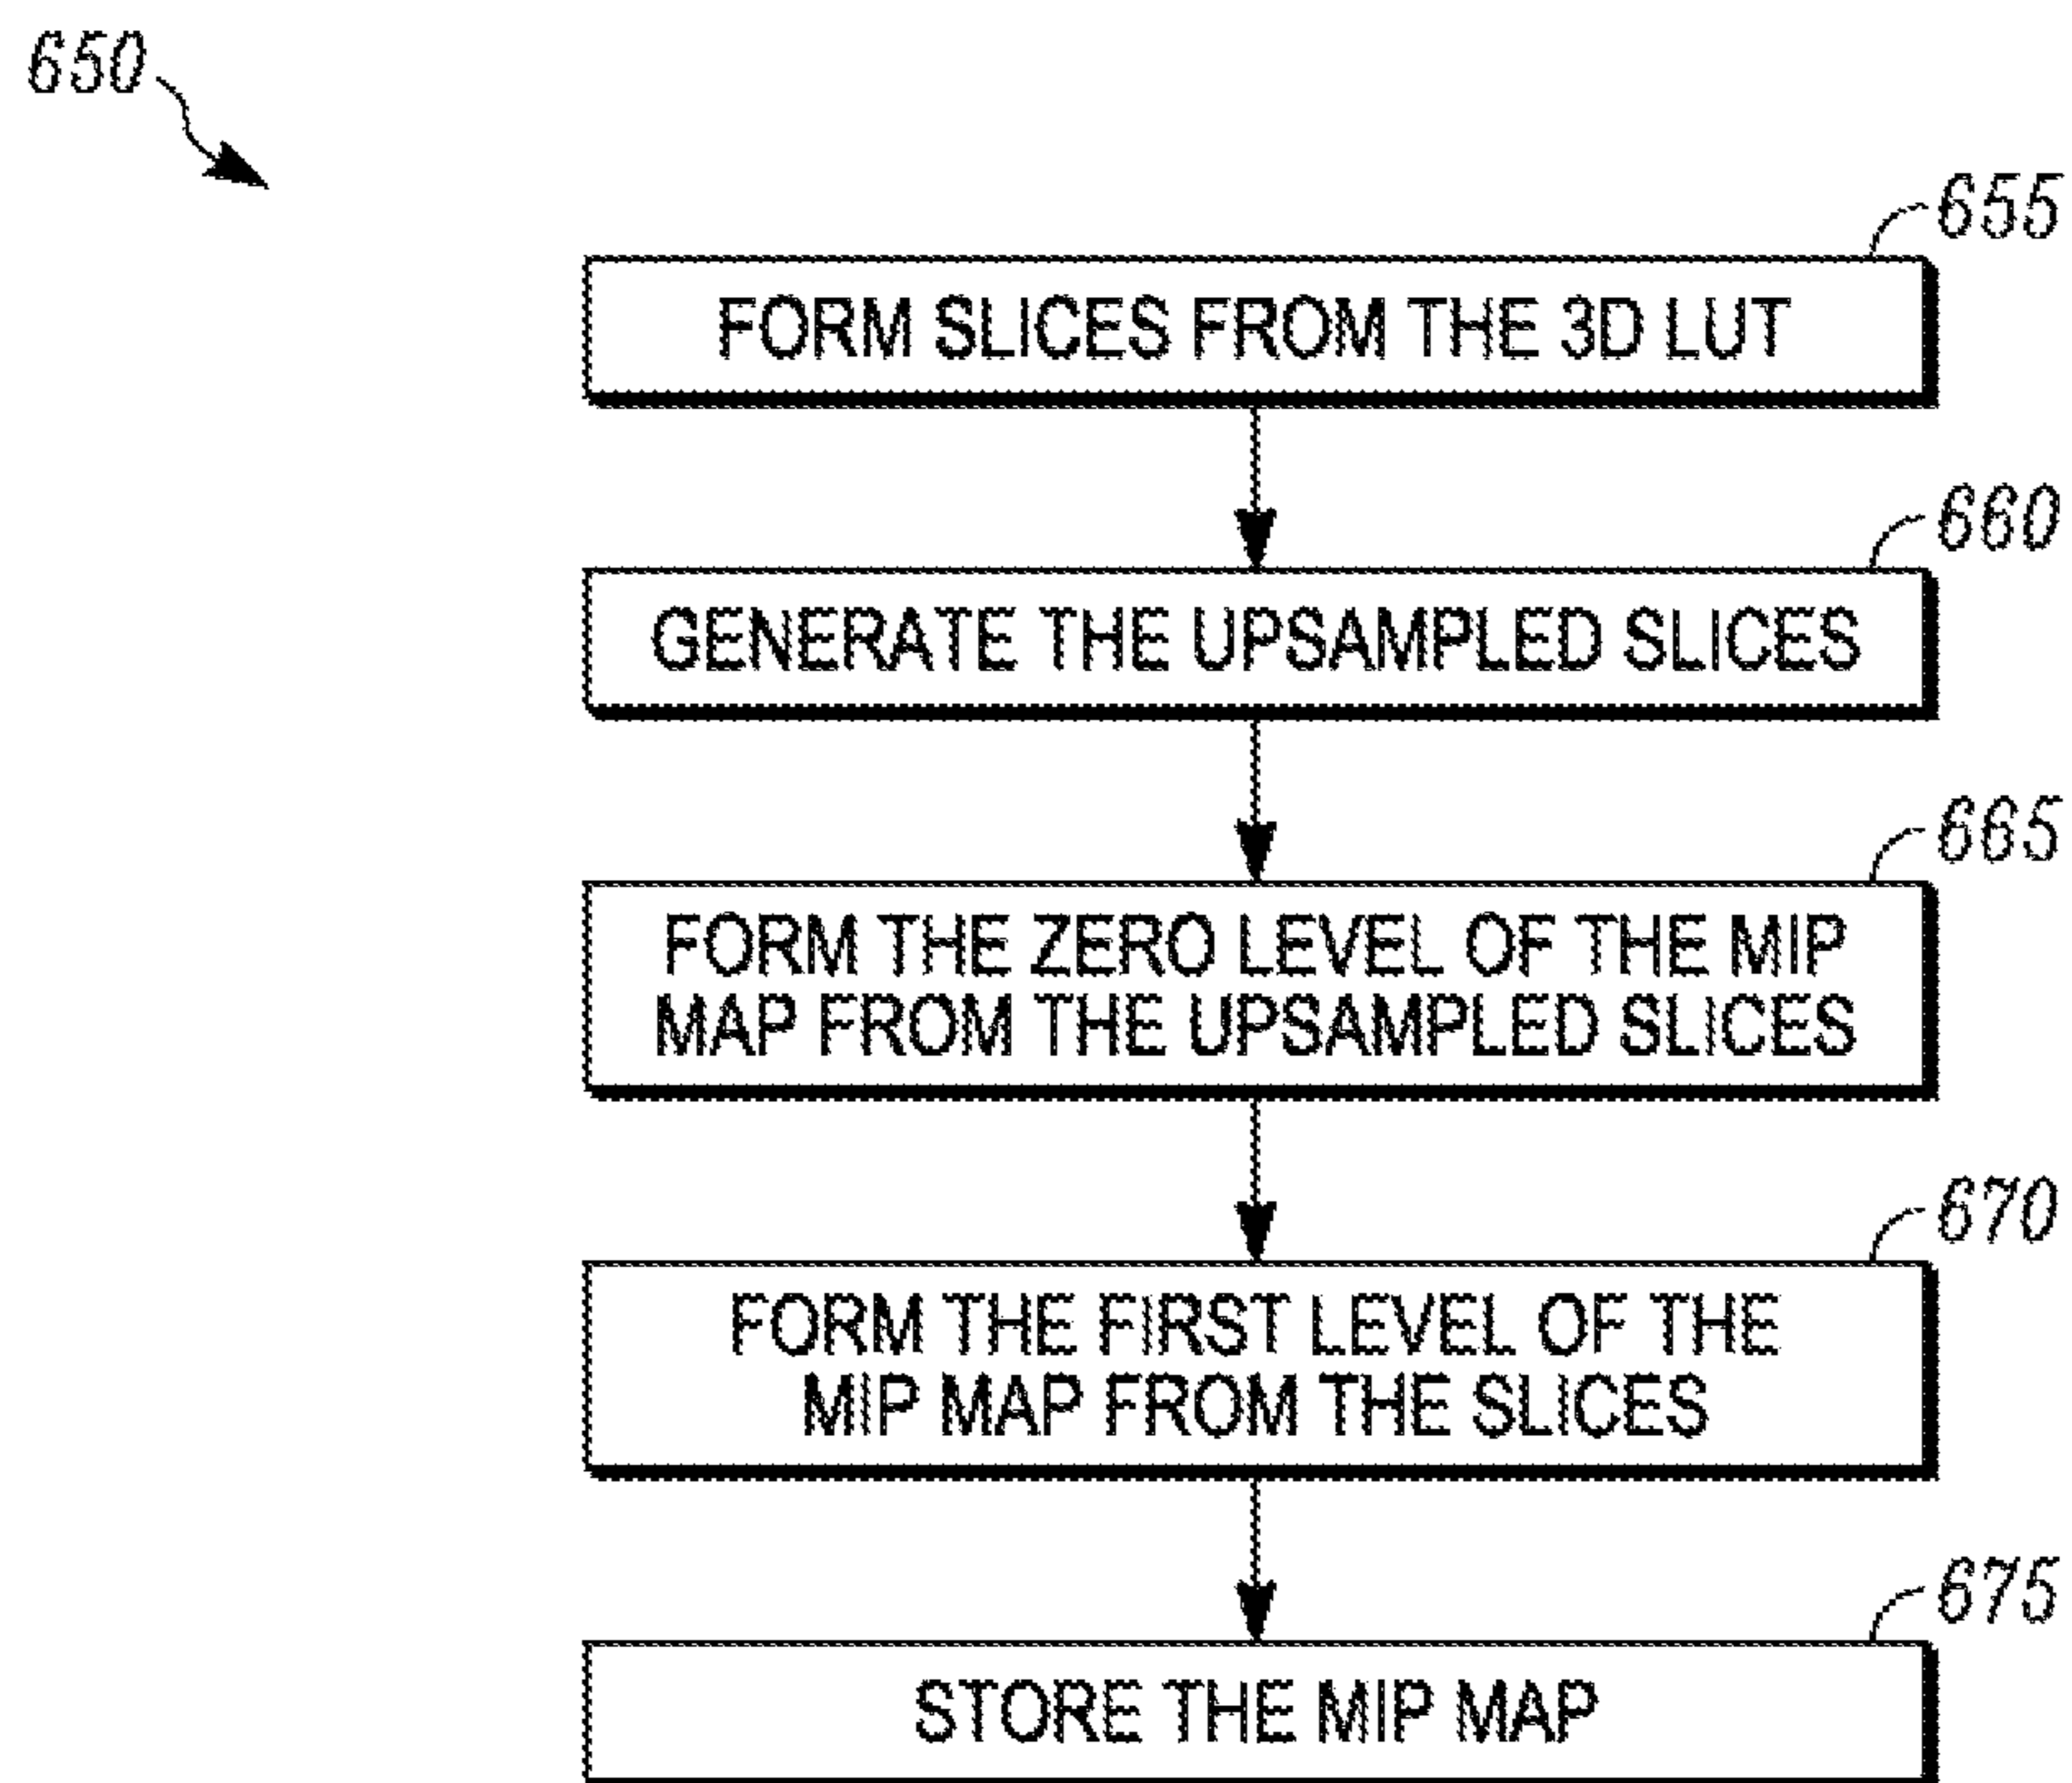 650
655
FORM SLICES FROM THE 3D LUT
660
GENERATE THE UPSAMPLED SLICES
665
FORM THE ZERO LEVEL OF THE MIP
MAP FROM THE UPSAMPLED SLICES
670
FORM THE FIRST LEVEL OF THE
MIP MAP FROM THE SLICES
675
STORE THE MIP MAP